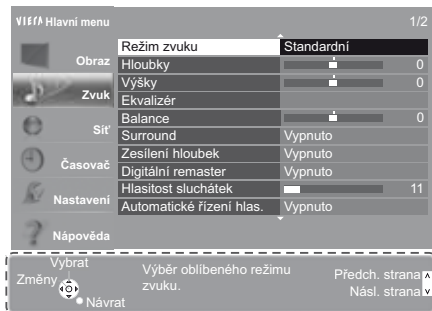 VIErA Hlavní menu 1/2
Obraz
Zvuk
Síť
Časovač
Nastavení
Nápověda
Režim zvuku Standardní
Hloubky 0
Výšky 0
Ekvalizér
Balance 0
Surround Vypnuto
Zesílení hloubek Vypnuto
Digitální remaster Vypnuto
Hlasitost sluchátek 11
Automatické řízení hlas. Vypnuto
Vybrat
Změny
Návrat
Výběr oblíbeného režimu
zvuku.
Předch. strana
Násl. strana